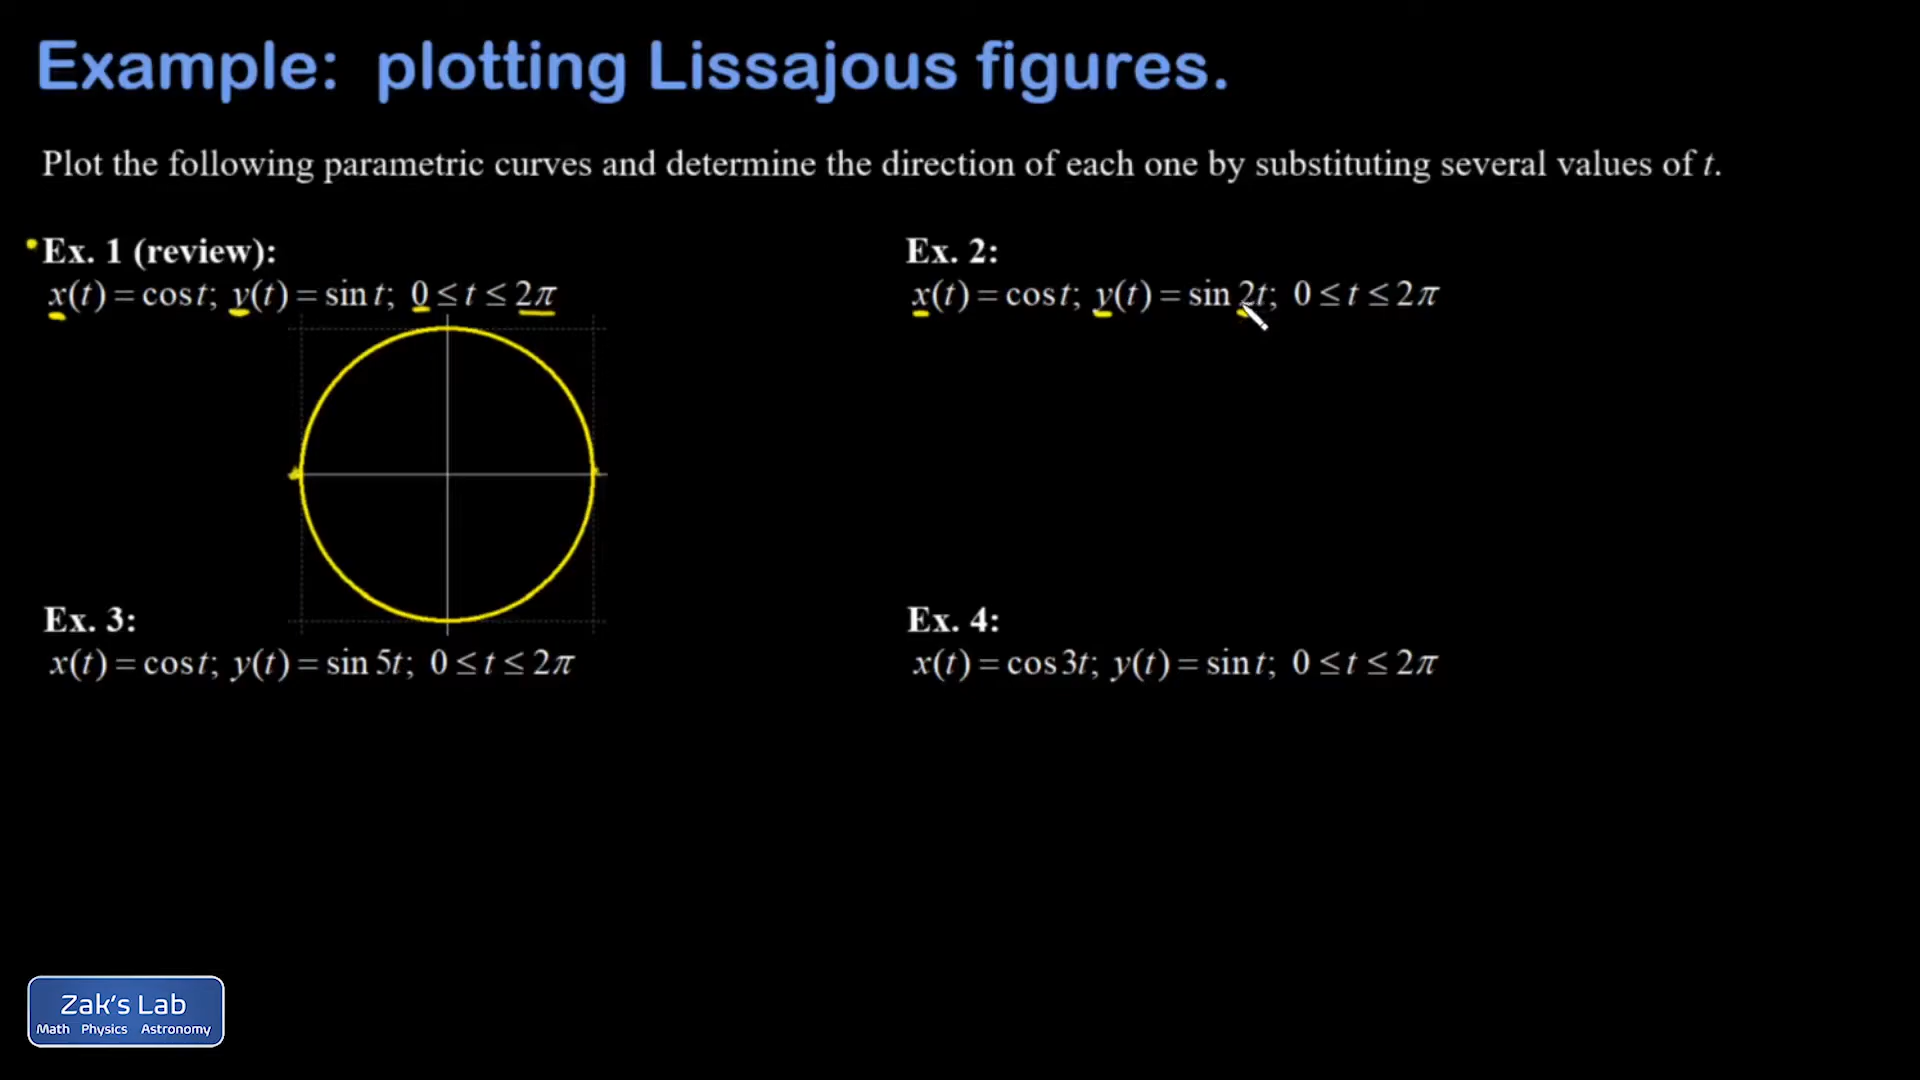 Example: plotting Lissajous figures.
Plot the following parametric curves and determine the direction of each one by substituting several values of t.
Ex. 1 (review):
x(t) = cos t; y(t) = sin t; 0 ≤ t ≤ 2π
Ex. 2:
x(t) = cos t; y(t) = sin 2t; 0 ≤ t ≤ 2π
Ex. 3:
x(t) = cos t; y(t) = sin 5t; 0 ≤ t ≤ 2π
Ex. 4:
x(t) = cos 3t; y(t) = sin t; 0 ≤ t ≤ 2π
Zak's Lab
Math Physics Astronomy